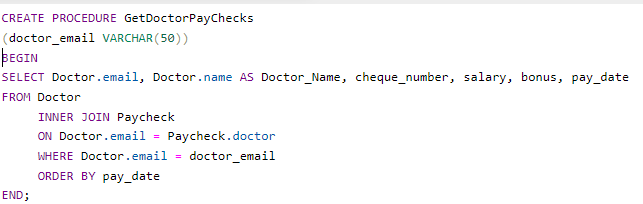 CREATE PROCEDURE GetDoctorPayChecks
(doctor_email VARCHAR(50))
BEGIN
SELECT Doctor.email, Doctor.name AS Doctor_Name, cheque_number, salary, bonus, pay_date
FROM Doctor
INNER JOIN Paycheck
ON Doctor.email = Paycheck.doctor
WHERE Doctor.email = doctor_email
ORDER BY pay_date
END;